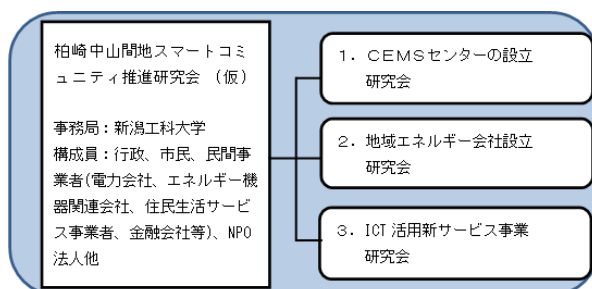 柏崎中山間地スマートコミ
ュニティ推進研究会 (仮)
事務局：新潟工科大学
構成員：行政、市民、民間事
業者(電力会社、エネルギー機
器関連会社、住民生活サービ
ス事業者、金融会社等)、NPO
法人他
1．ＣＥＭＳセンターの設立
研究会
2．地域エネルギー会社設立
研究会
3．ICT 活用新サービス事業
研究会